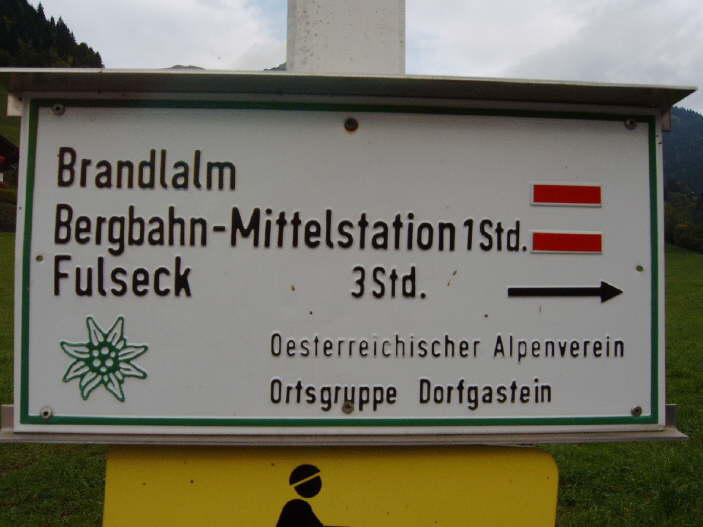 Brandlalm
Bergbahn-Mittelstation 1 Std.
Fulseck 3 Std.
Oesterreichischer Alpenverein
Ortsgruppe Dorfgastein